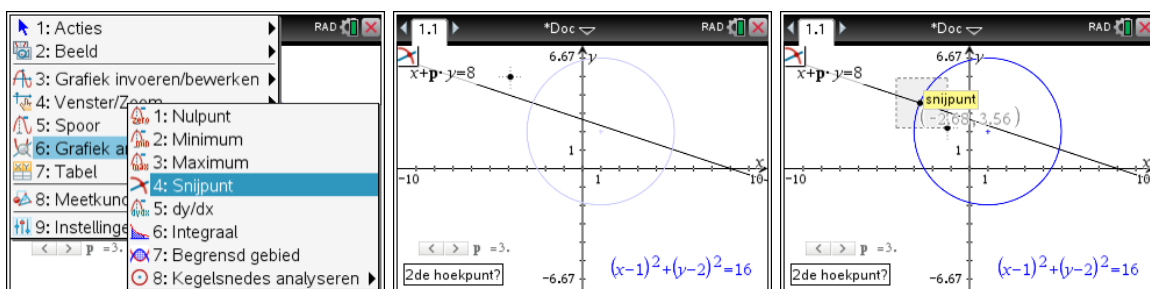 1: Acties
RAD
2: Beeld
3: Grafiek invoeren/bewerken
4: Venster/Zoom
5: Spoor
6: Grafiek a
7: Tabel
8: Meetkund
9: Instellinge
1: Nulpunt
2: Minimum
3: Maximum
4: Snijpunt
5: dy/dx
6: Integraal
7: Begrensd gebied
8: Kegelsnedes analyseren
< > p =3.
1.1
*Doc
RAD
6.67
y
x+p· y=8
1
x
-10
1
10
< > p =3.
2de hoekpunt?
-6.67
(x-1)²+(y-2)²=16
1.1
*Doc
RAD
6.67
y
x+p· y=8
snijpunt
(-2.68,3.56)
1
x
-10
1
10
< > p =3.
2de hoekpunt?
-6.67
(x-1)²+(y-2)²=16